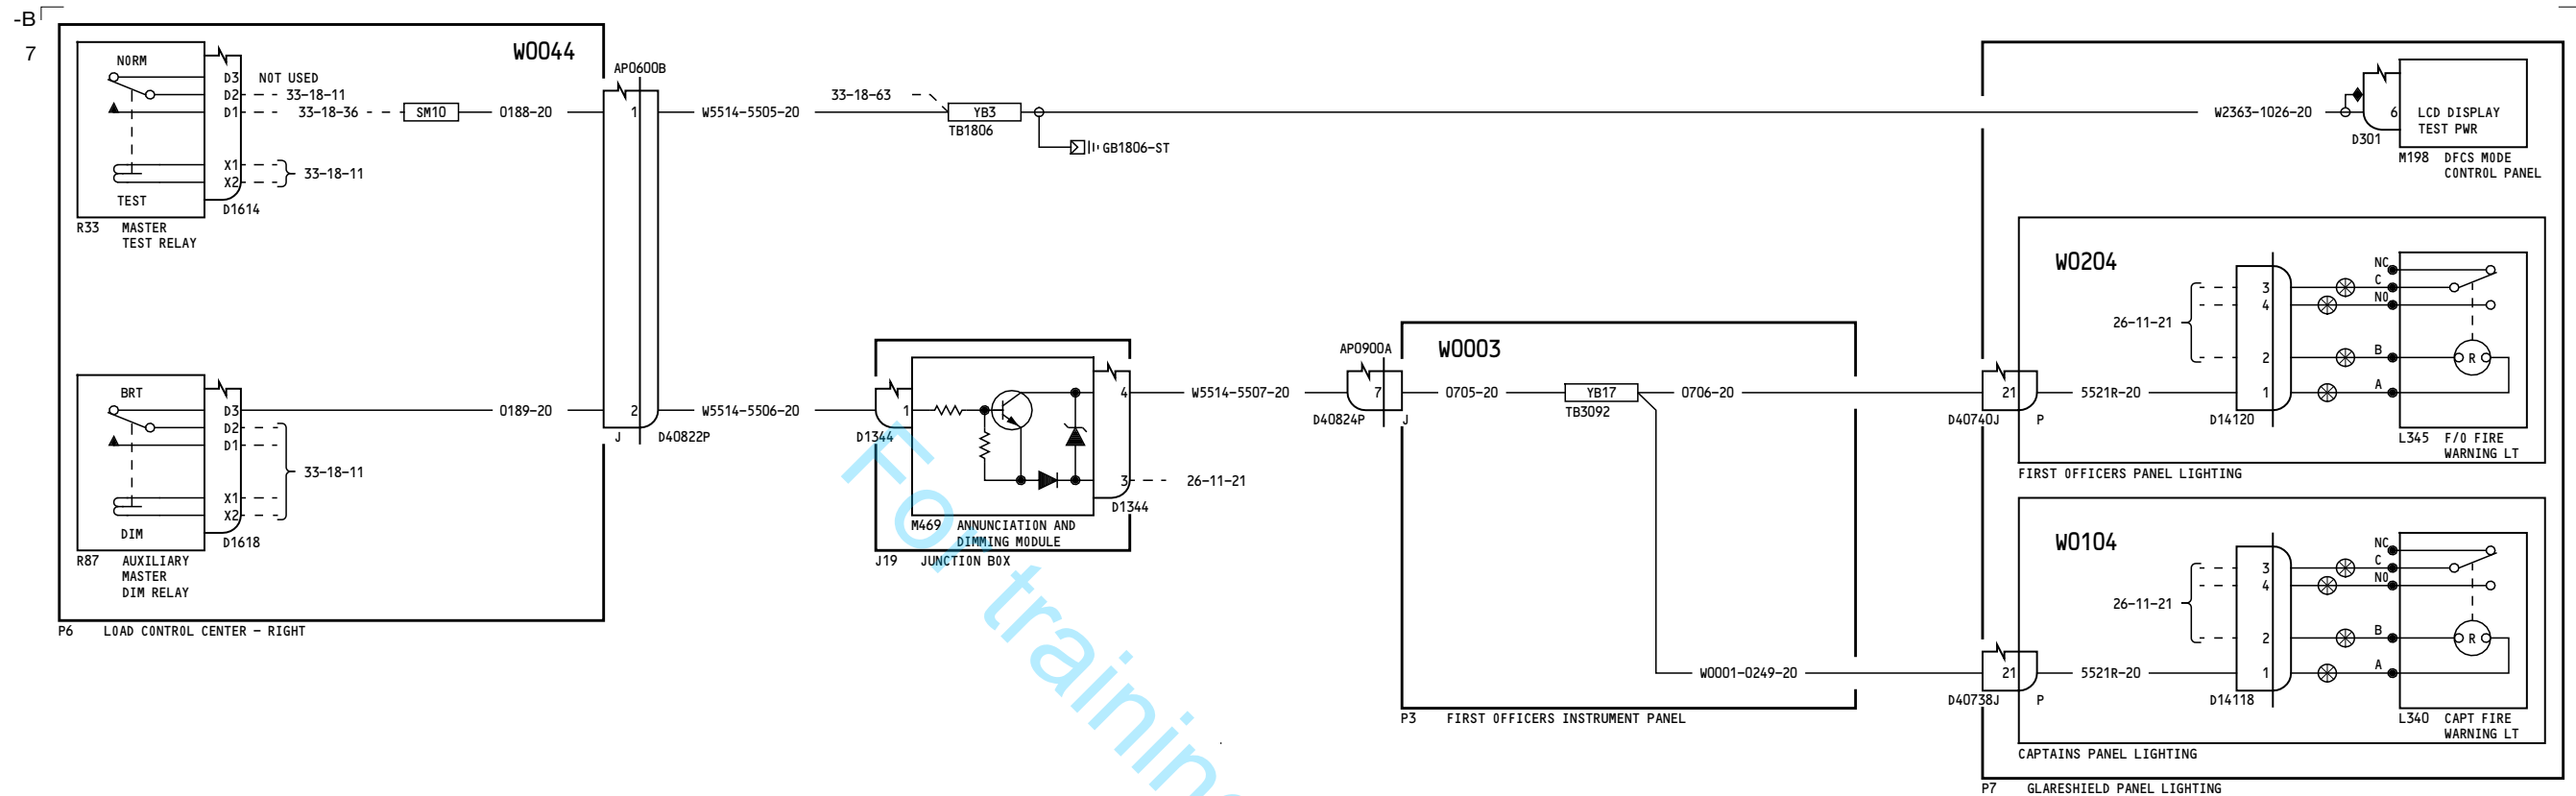 -B
7
W0044
NORM
D3 NOT USED
D2 33-18-11
D1 33-18-36 SM10 0188-20
X1
X2
33-18-11
TEST
D1614
R33 MASTER
TEST RELAY
BRT
D3
D2
D1
0189-20
33-18-11
X1
X2
DIM
D1618
R87 AUXILIARY
MASTER
DIM RELAY
P6 LOAD CONTROL CENTER - RIGHT
AP0600B
1
2
J D40822P
W5514-5505-20
33-18-63
YB3
TB1806
GB1806-ST
W5514-5506-20
D1344
1
4
3
D1344
M469 ANNUNCIATION AND
DIMMING MODULE
J19 JUNCTION BOX
W5514-5507-20
26-11-21
AP0900A
7
D40824P J
W0003
0705-20
YB17
TB3092
0706-20
W0001-0249-20
P3 FIRST OFFICERS INSTRUMENT PANEL
W2363-1026-20
6
D301
LCD DISPLAY
TEST PWR
M198 DFCS MODE
CONTROL PANEL
W0204
26-11-21
3
4
2
1
NC
C
NO
B
A
R
21
D40740J P
5521R-20
D14120
L345 F/O FIRE
WARNING LT
FIRST OFFICERS PANEL LIGHTING
W0104
26-11-21
3
4
2
1
NC
C
NO
B
A
R
21
D40738J P
5521R-20
D14118
L340 CAPT FIRE
WARNING LT
CAPTAINS PANEL LIGHTING
P7 GLARESHIELD PANEL LIGHTING
For training